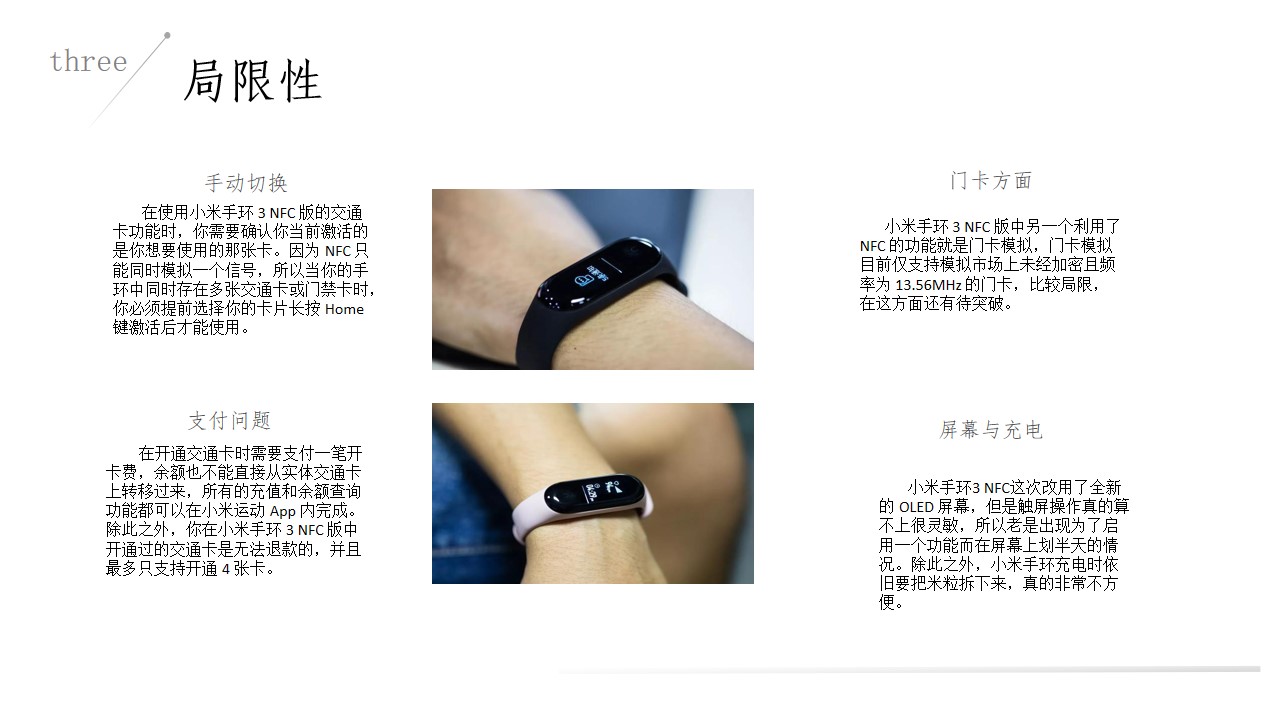 three
局限性
手动切换
在使用小米手环 3 NFC 版的交通
卡功能时，你需要确认你当前激活的
是你想要使用的那张卡。因为 NFC 只
能同时模拟一个信号，所以当你的手
环中同时存在多张交通卡或门禁卡时，
你必须提前选择你的卡片长按 Home
键激活后才能使用。
支付问题
在开通交通卡时需要支付一笔开
卡费，余额也不能直接从实体交通卡
上转移过来，所有的充值和余额查询
功能都可以在小米运动 App 内完成。
除此之外，你在小米手环 3 NFC 版中
开通过的交通卡是无法退款的，并且
最多只支持开通 4 张卡。
门卡方面
小米手环 3 NFC 版中另一个利用了
NFC 的功能就是门卡模拟，门卡模拟
目前仅支持模拟市场上未经加密且频
率为 13.56MHz 的门卡，比较局限，
在这方面还有待突破。
屏幕与充电
小米手环3 NFC这次改用了全新
的 OLED 屏幕，但是触屏操作真的算
不上很灵敏，所以老是出现为了启
用一个功能而在屏幕上划半天的情
况。除此之外，小米手环充电时依
旧要把米粒拆下来，真的非常不方
便。